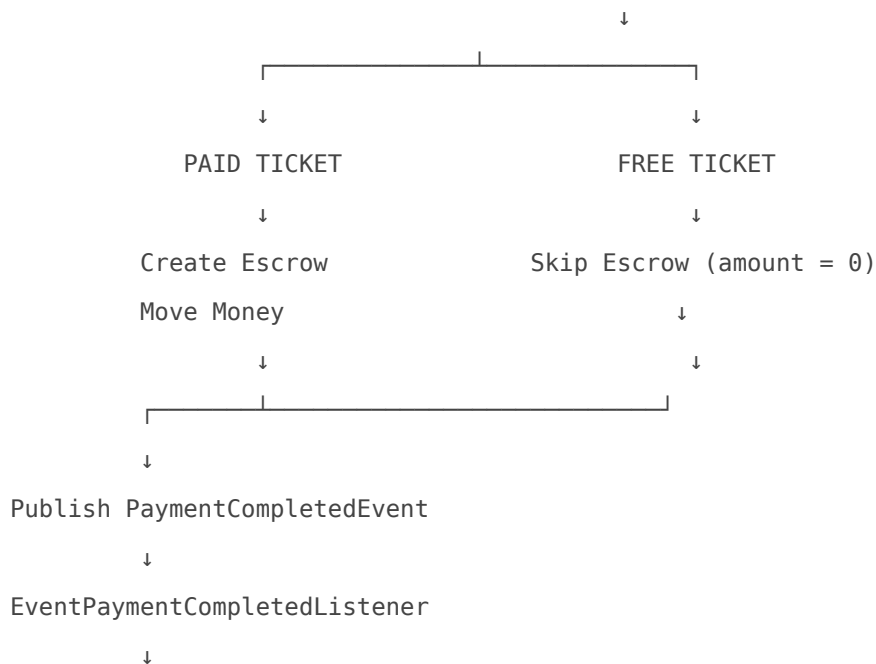 ↓
┌───────────────┴───────────────┐
↓ ↓
PAID TICKET FREE TICKET
↓ ↓
Create Escrow Skip Escrow (amount = 0)
Move Money ↓
↓ ↓
┌────────┴─────────────────────────────┘
↓
Publish PaymentCompletedEvent
↓
EventPaymentCompletedListener
↓